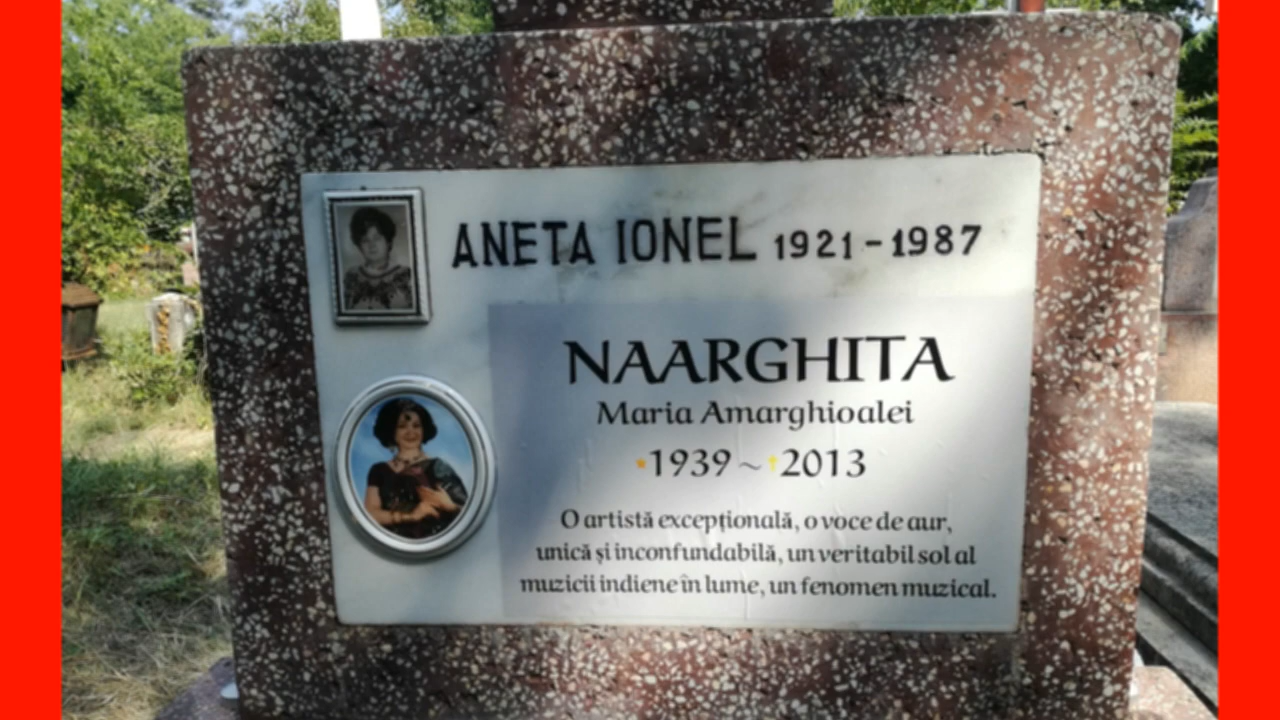 ANETA IONEL 1921-1987
NAARGHITA
Maria Amarghioalei
1939~2013
O artistă excepțională, o voce de aur,
unică și inconfundabilă, un veritabil sol al
muzicii indiene în lume, un fenomen muzical.